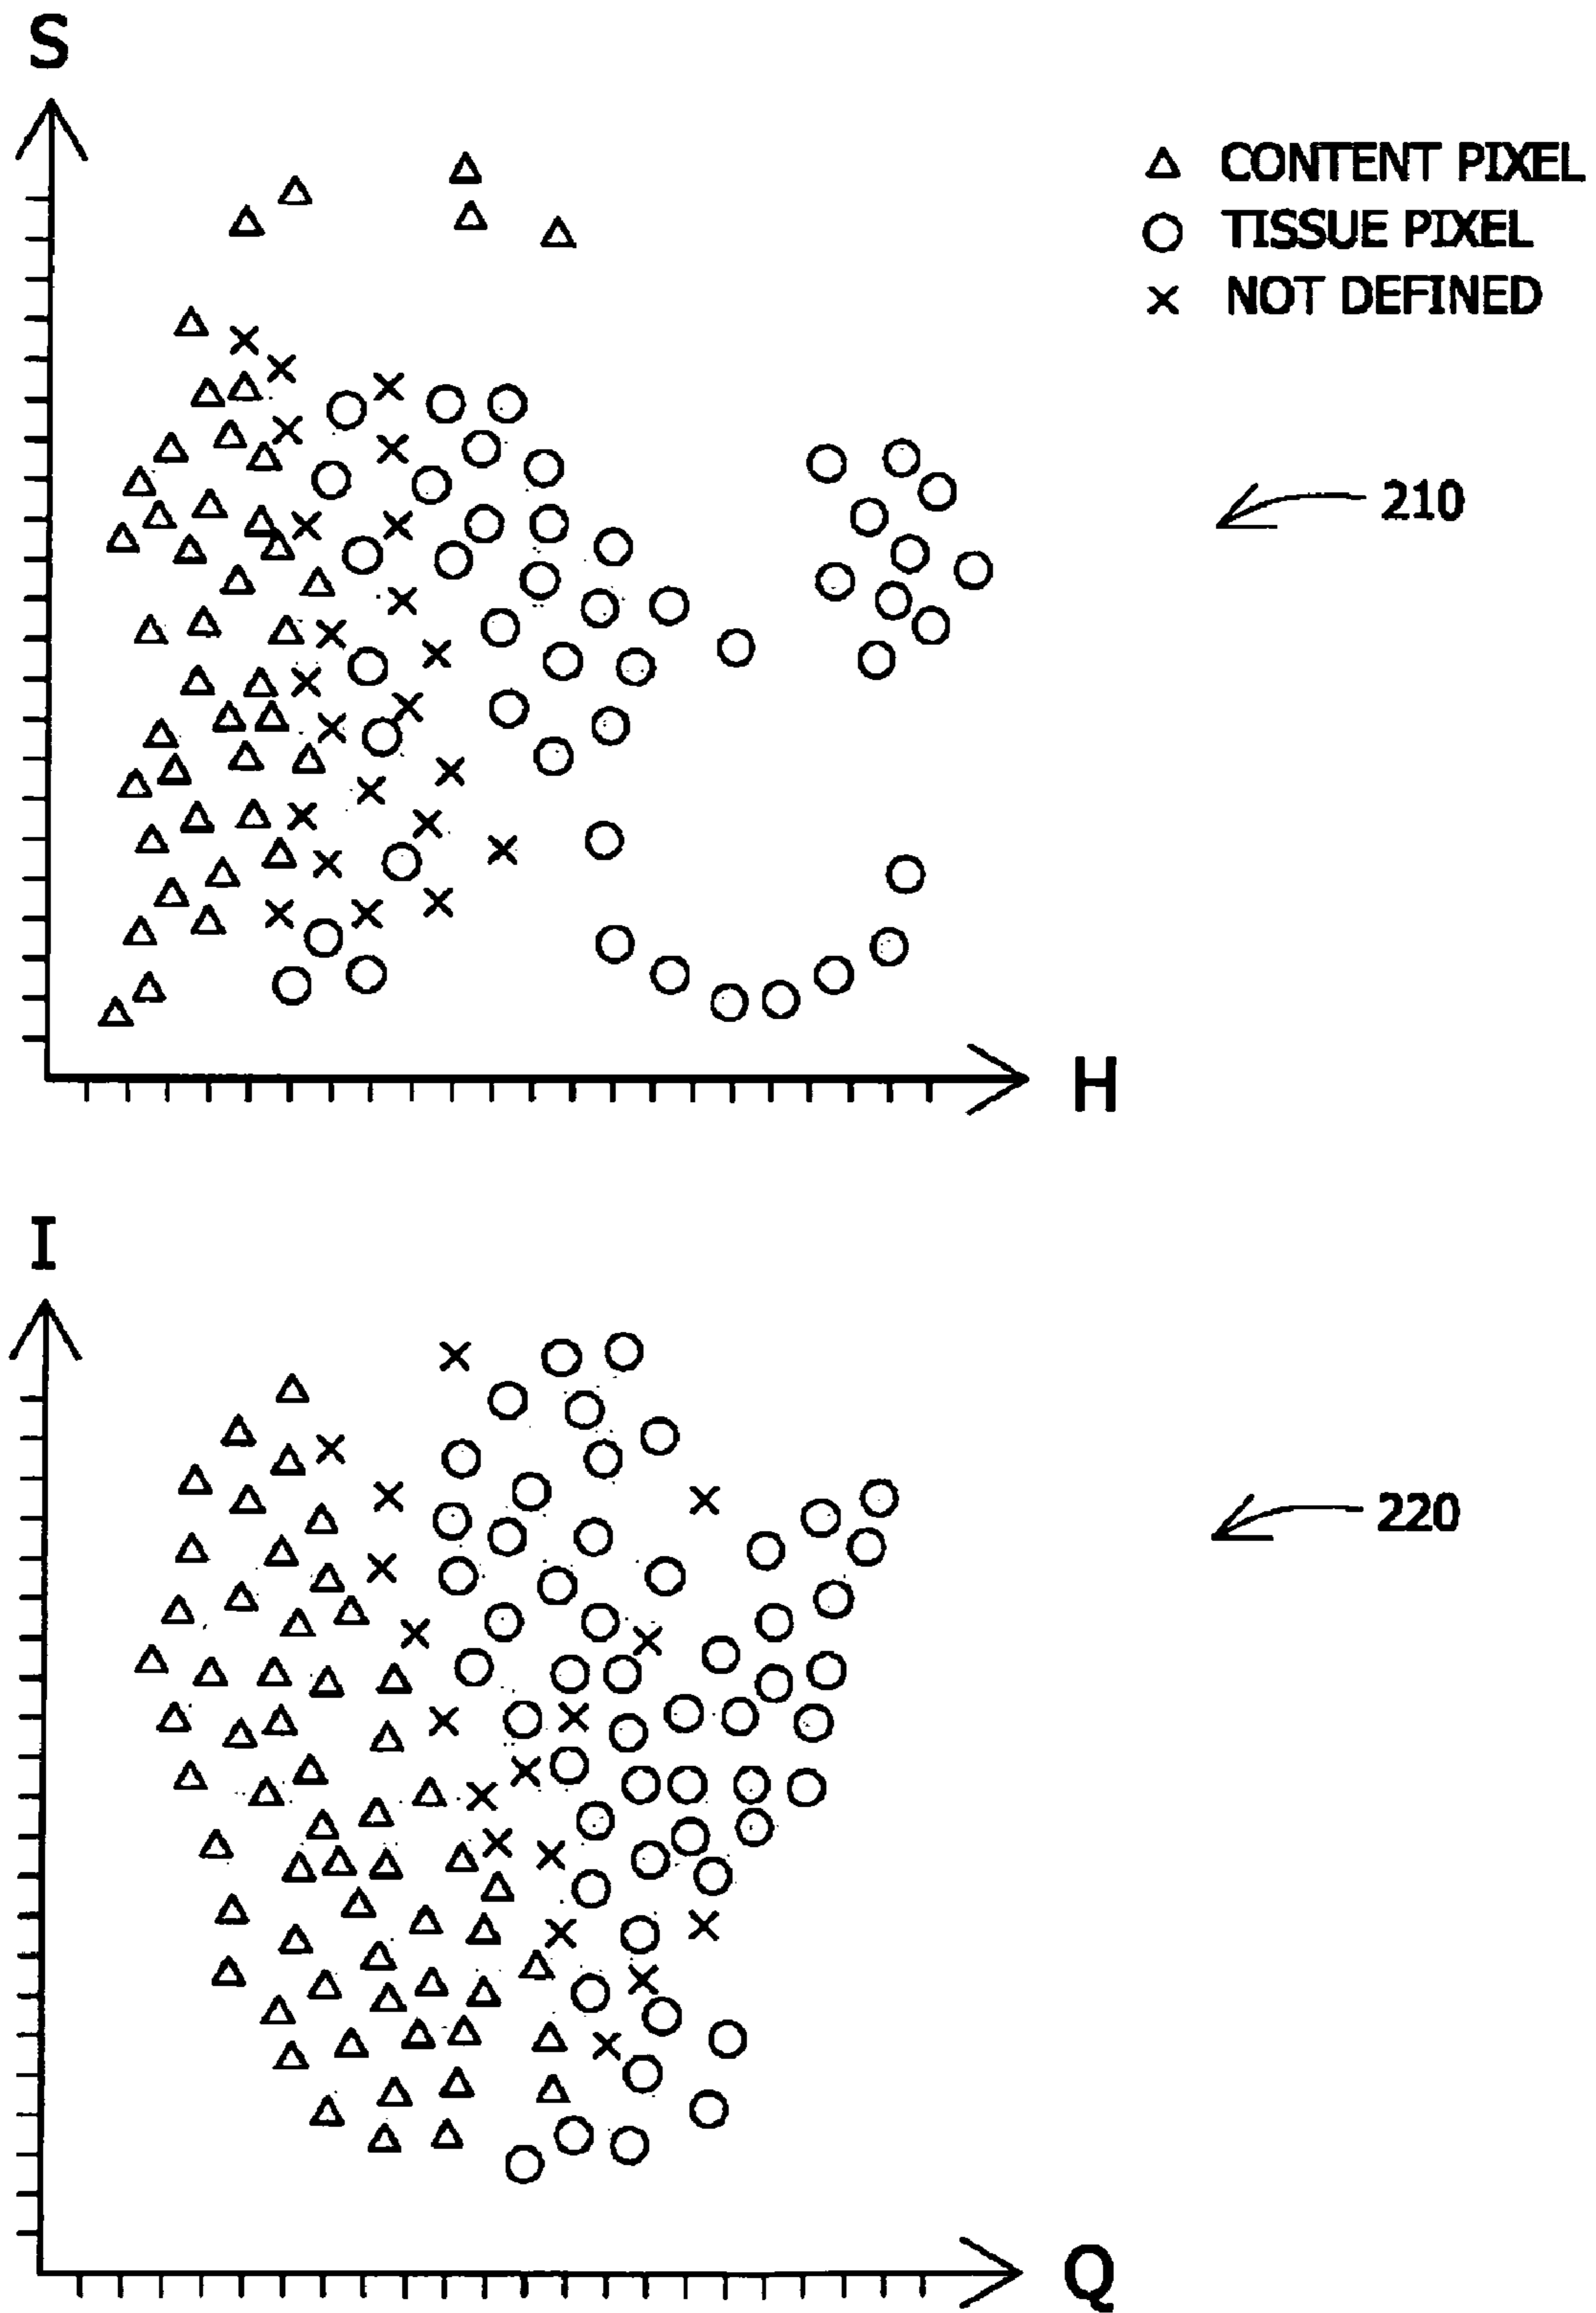 S
CONTENT PIXEL
TISSUE PIXEL
NOT DEFINED
210
H
I
220
Q